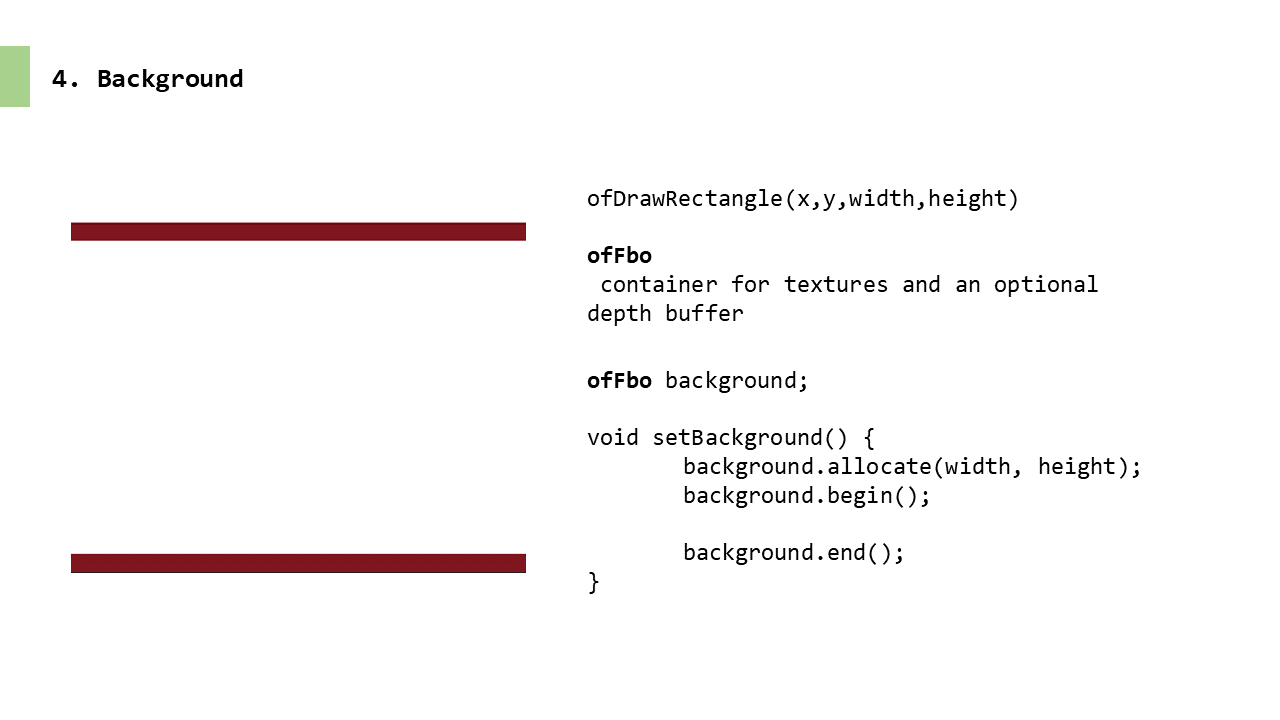 4. Background
ofDrawRectangle(x,y,width,height)
ofFbo
container for textures and an optional
depth buffer
ofFbo background;
void setBackground() {
background.allocate(width, height);
background.begin();
background.end();
}